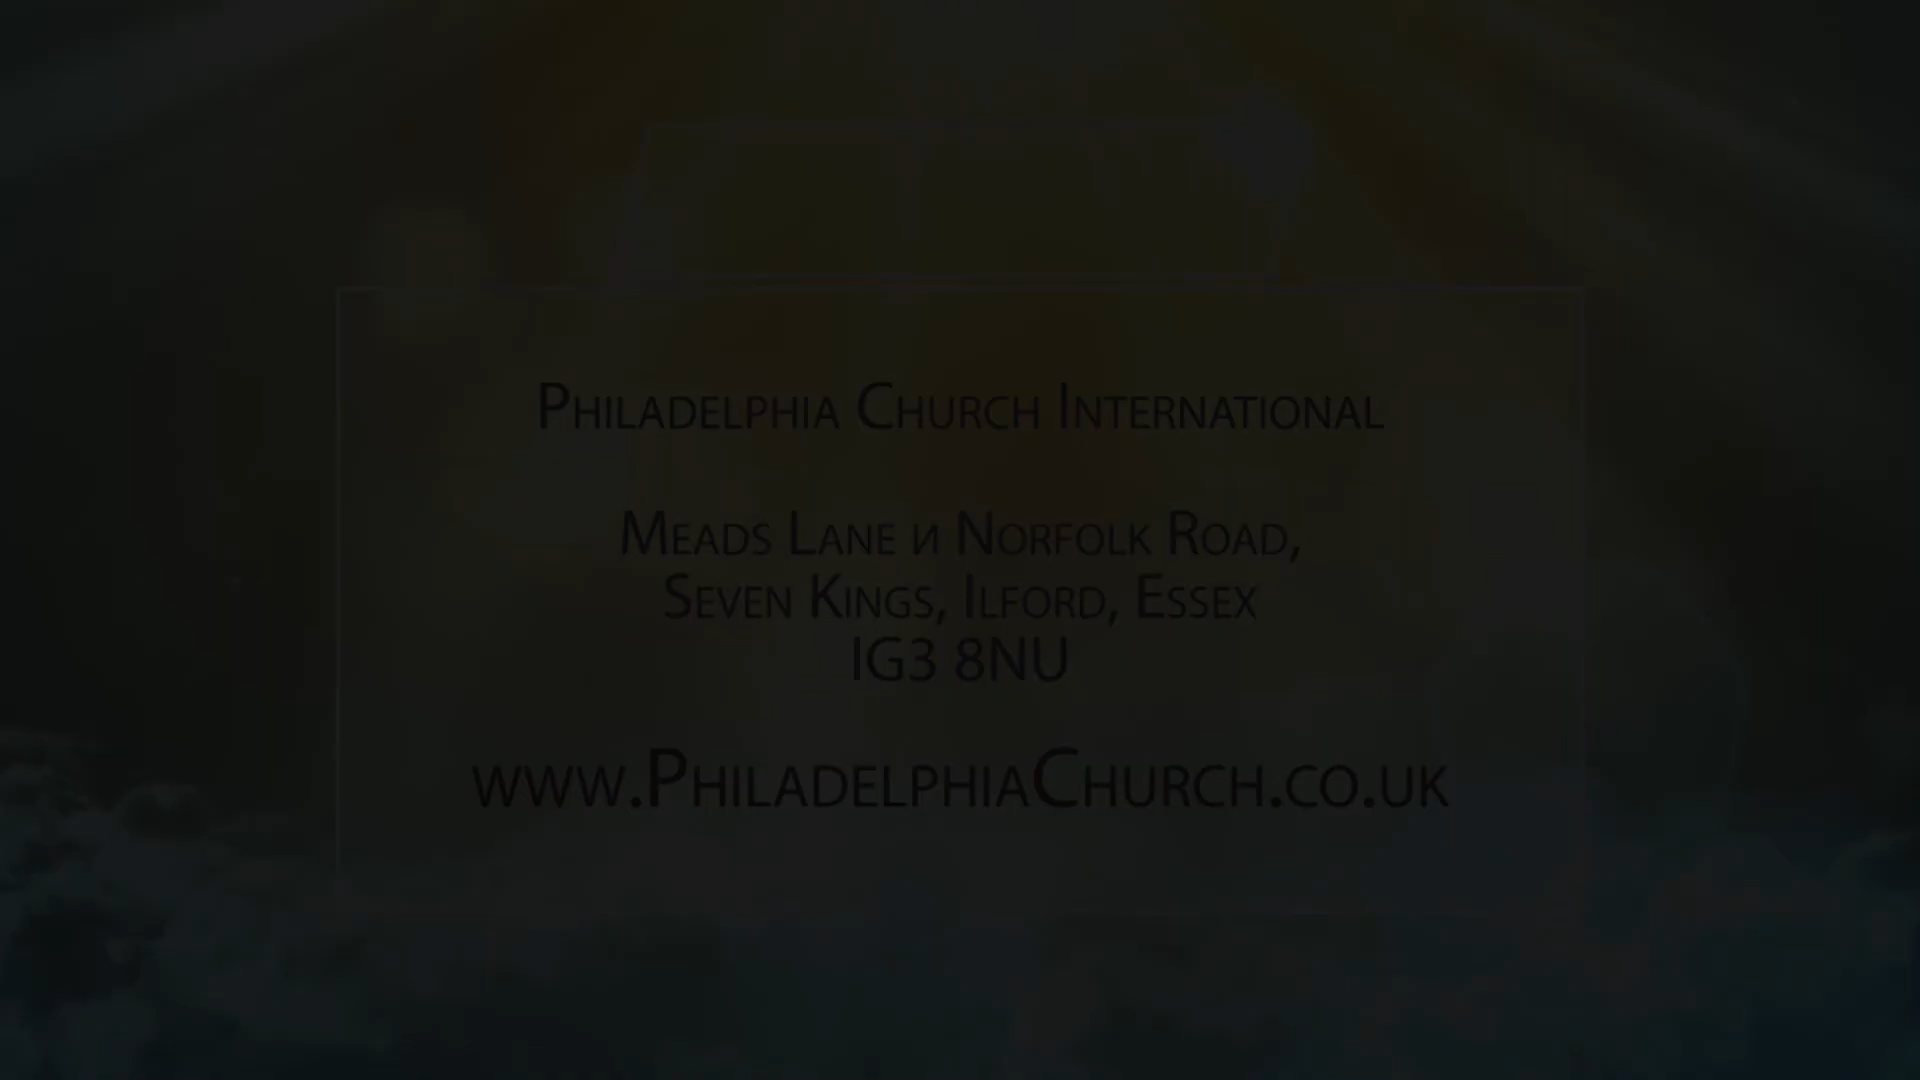 Philadelphia Church International
Meads Lane и Norfolk Road,
Seven Kings, Ilford, Essex
IG3 8NU
www.PhiladelphiaChurch.co.uk